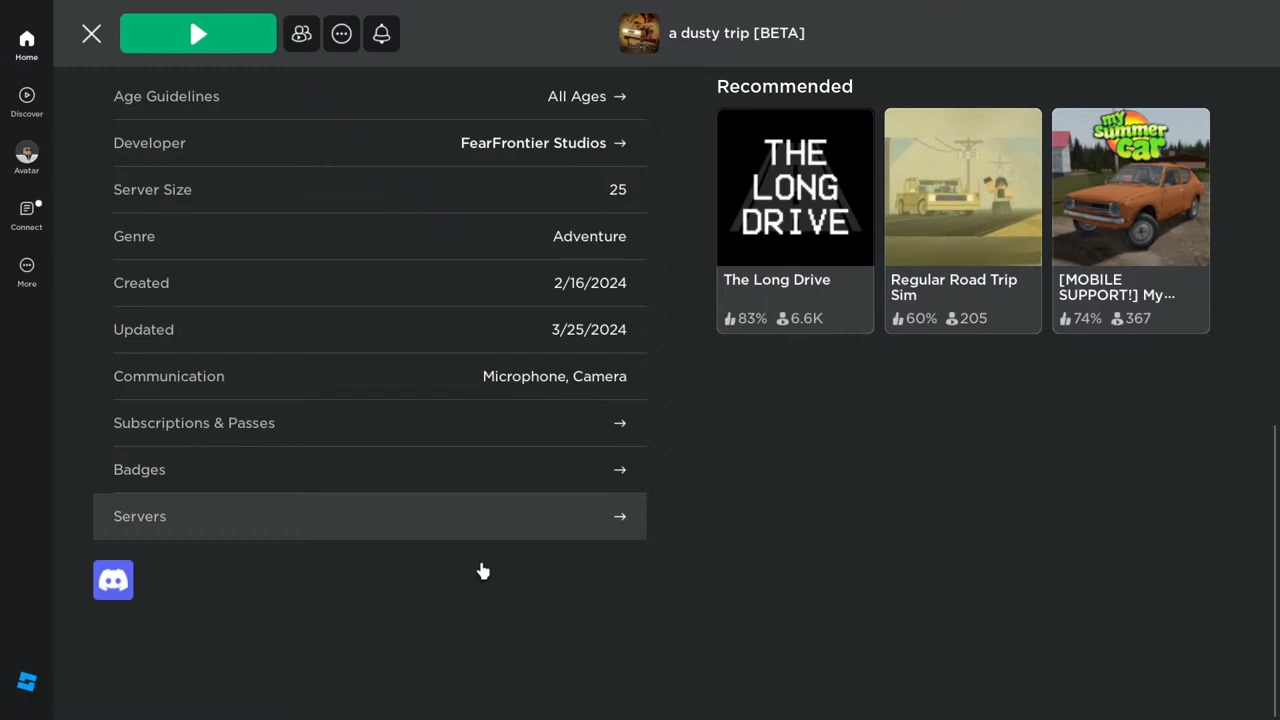 a dusty trip [BETA]
Home
Discover
Avatar
Connect
More
Age Guidelines All Ages →
Developer FearFrontier Studios →
Server Size 25
Genre Adventure
Created 2/16/2024
Updated 3/25/2024
Communication Microphone, Camera
Subscriptions & Passes →
Badges →
Servers →
Recommended
THE
LONG
DRIVE
The Long Drive
83% 6.6K
Regular Road Trip
Sim
60% 205
my
summer
car
[MOBILE
SUPPORT!] My...
74% 367